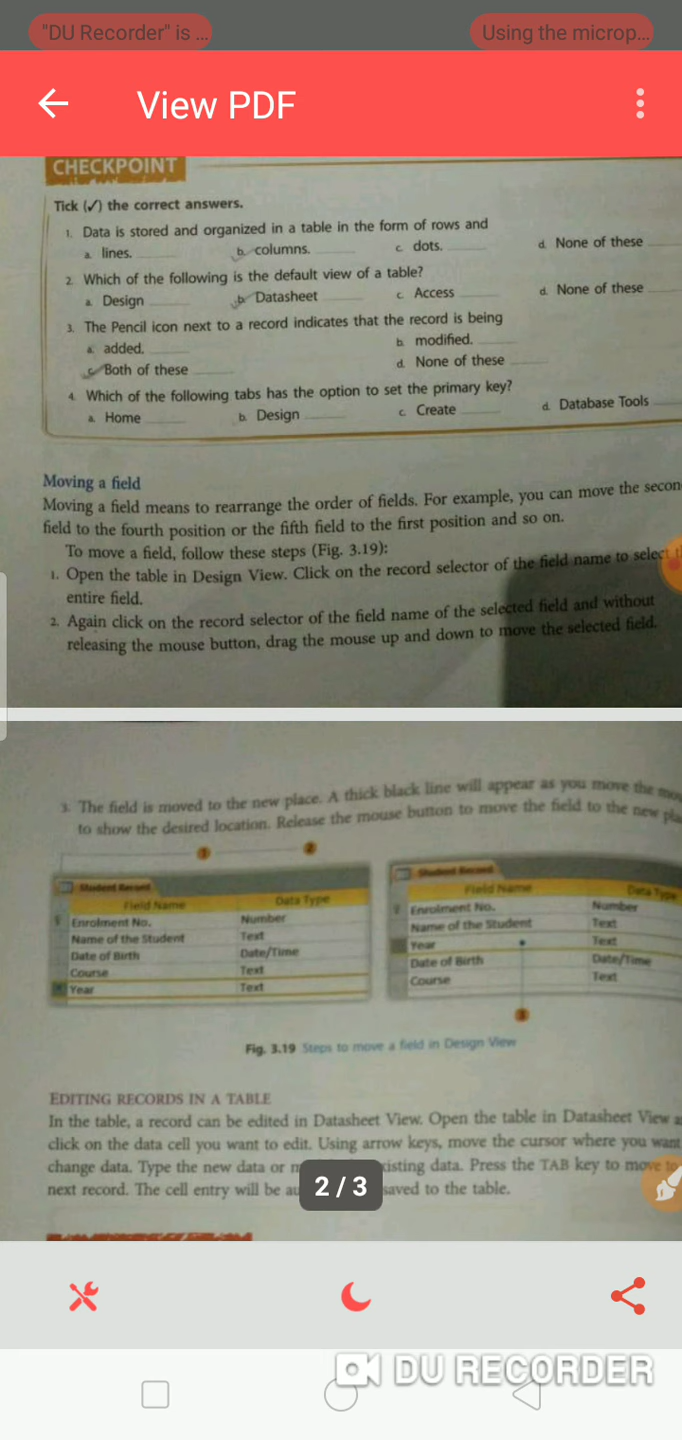 "DU Recorder" is ...
Using the microp...
View PDF
CHECKPOINT
Tick (✓) the correct answers.
1. Data is stored and organized in a table in the form of rows and
a. lines. b. columns. c. dots. d. None of these
2. Which of the following is the default view of a table?
a. Design b. Datasheet c. Access d. None of these
3. The Pencil icon next to a record indicates that the record is being
a. added. b. modified.
c. Both of these d. None of these
4. Which of the following tabs has the option to set the primary key?
a. Home b. Design c. Create d. Database Tools
Moving a field
Moving a field means to rearrange the order of fields. For example, you can move the secon
field to the fourth position or the fifth field to the first position and so on.
To move a field, follow these steps (Fig. 3.19):
1. Open the table in Design View. Click on the record selector of the field name to select
entire field.
2. Again click on the record selector of the field name of the selected field and without
releasing the mouse button, drag the mouse up and down to move the selected field.
3. The field is moved to the new place. A thick black line will appear as you move the
to show the desired location. Release the mouse button to move the field to the new
1 2
Student Record
Field Name Data Type
Enrolment No. Number
Name of the Student Text
Date of Birth Date/Time
Course Text
Year Text
Student Record
Field Name Data Type
Enrolment No. Number
Name of the Student Text
Year Text
Date of Birth Date/Time
Course Text
3
Fig. 3.19 Steps to move a field in Design View
EDITING RECORDS IN A TABLE
In the table, a record can be edited in Datasheet View. Open the table in Datasheet View
click on the data cell you want to edit. Using arrow keys, move the cursor where you want
change data. Type the new data or xisting data. Press the TAB key to move to
next record. The cell entry will be au saved to the table.
2 / 3
DU RECORDER